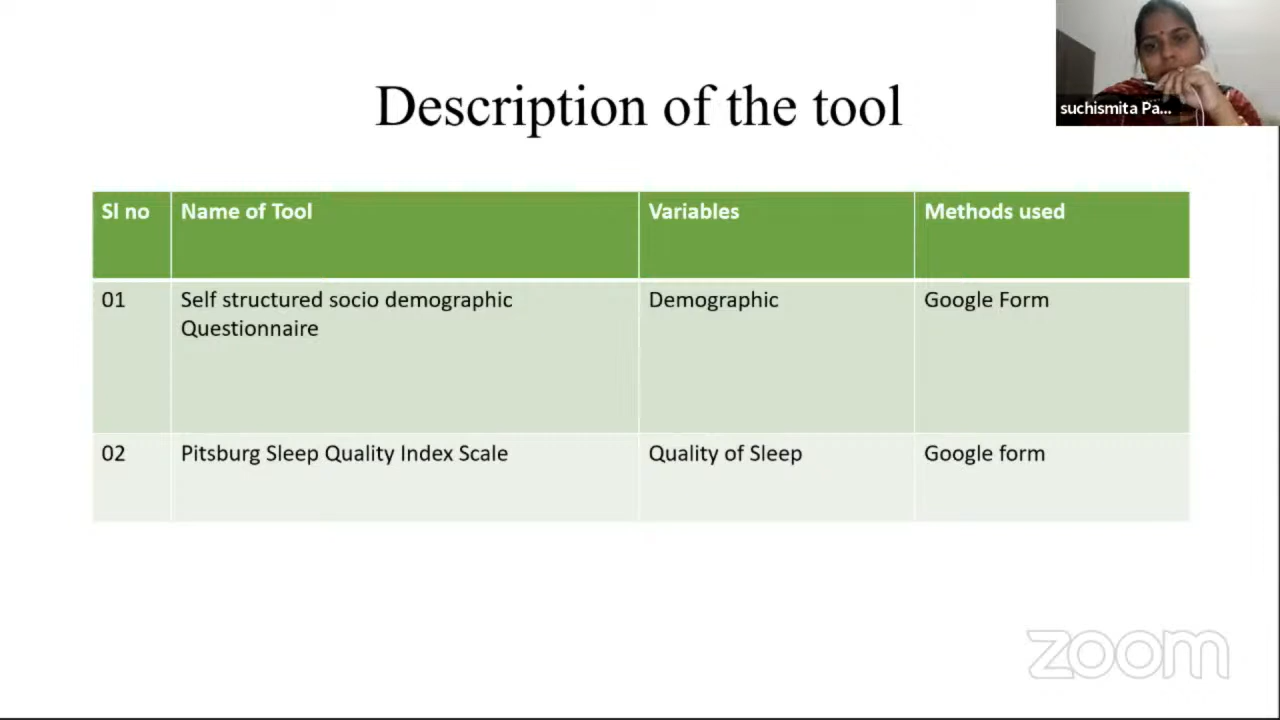 Description of the tool
suchismita Pa...
Sl no Name of Tool Variables Methods used
01 Self structured socio demographic Demographic Google Form
Questionnaire
02 Pitsburg Sleep Quality Index Scale Quality of Sleep Google form
zoom